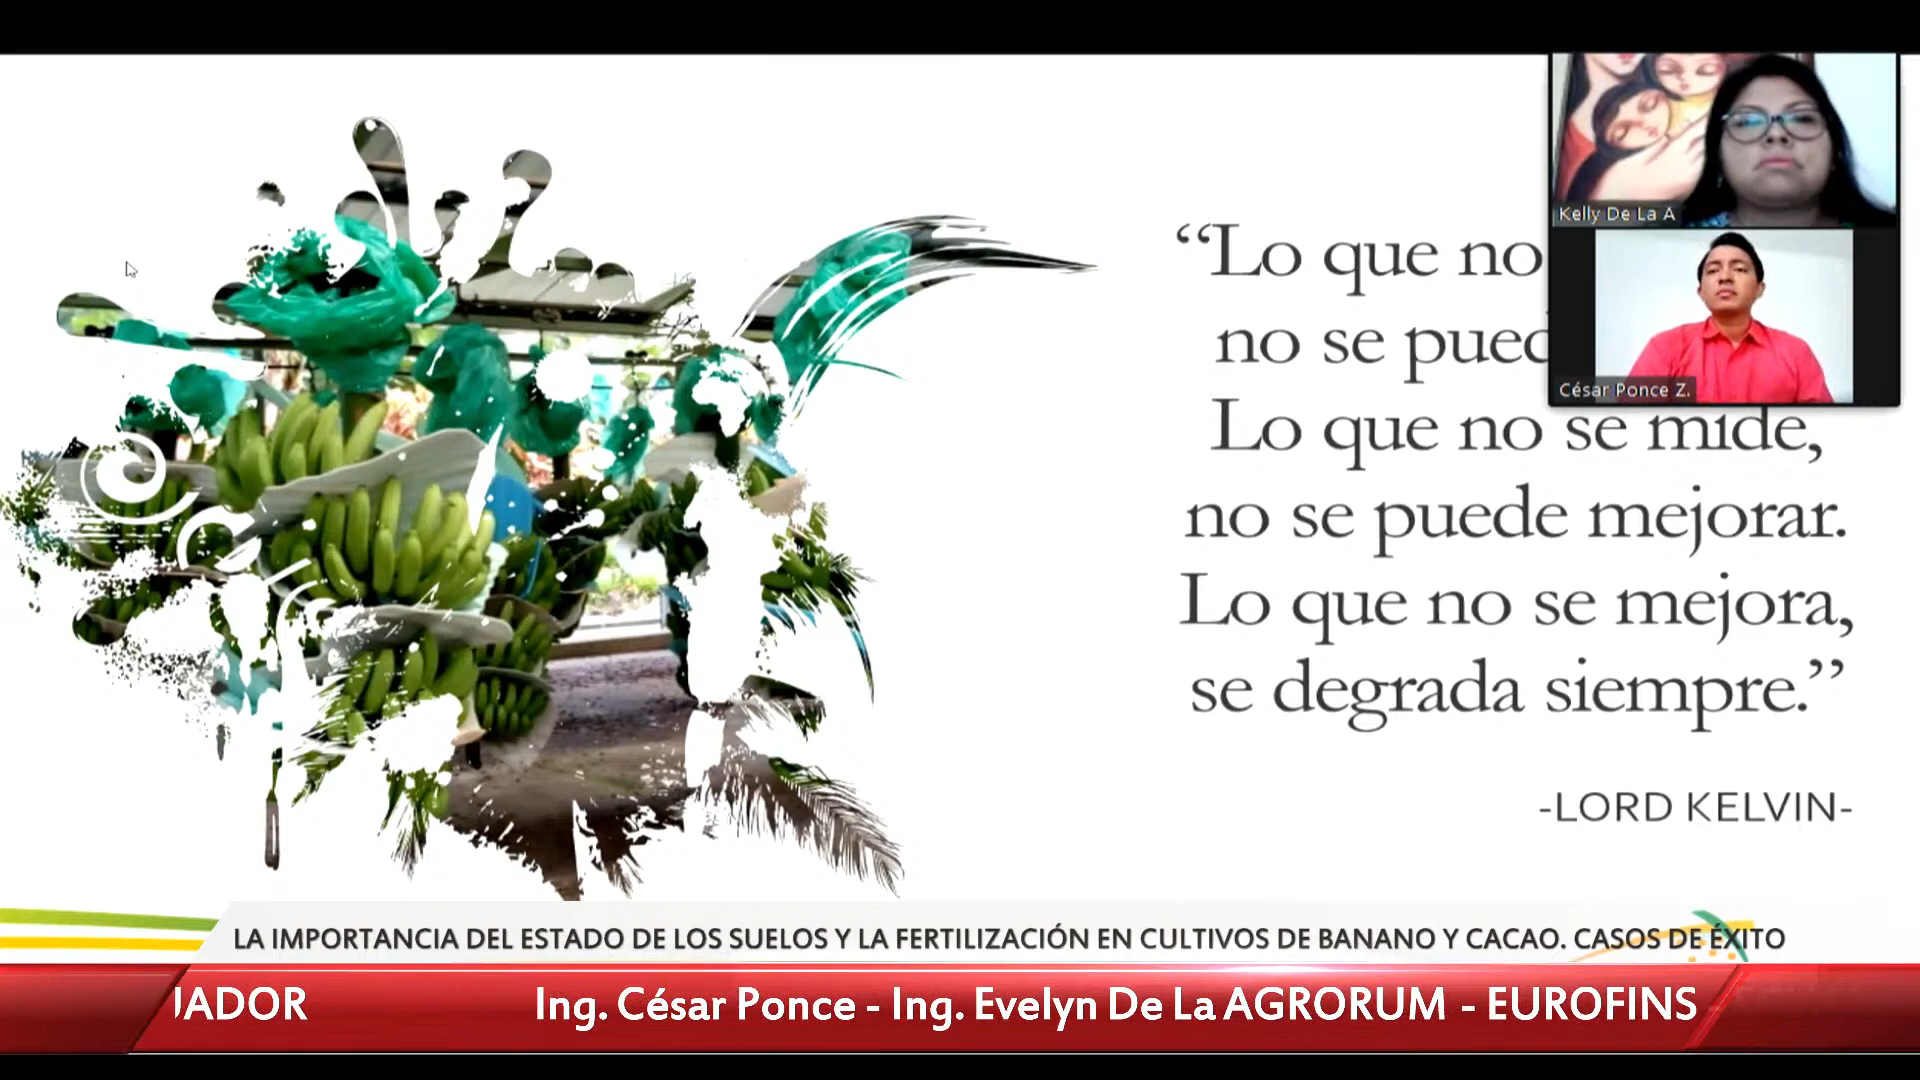 “Lo que no
no se
Lo que no se mide,
no se puede mejorar.
Lo que no se mejora,
se degrada siempre.”
-LORD KELVIN-
Kelly De La A
César Ponce Z.
LA IMPORTANCIA DEL ESTADO DE LOS SUELOS Y LA FERTILIZACIÓN EN CULTIVOS DE BANANO Y CACAO. CASOS DE ÉXITO
Ing. César Ponce - Ing. Evelyn De La AGRORUM - EUROFINS